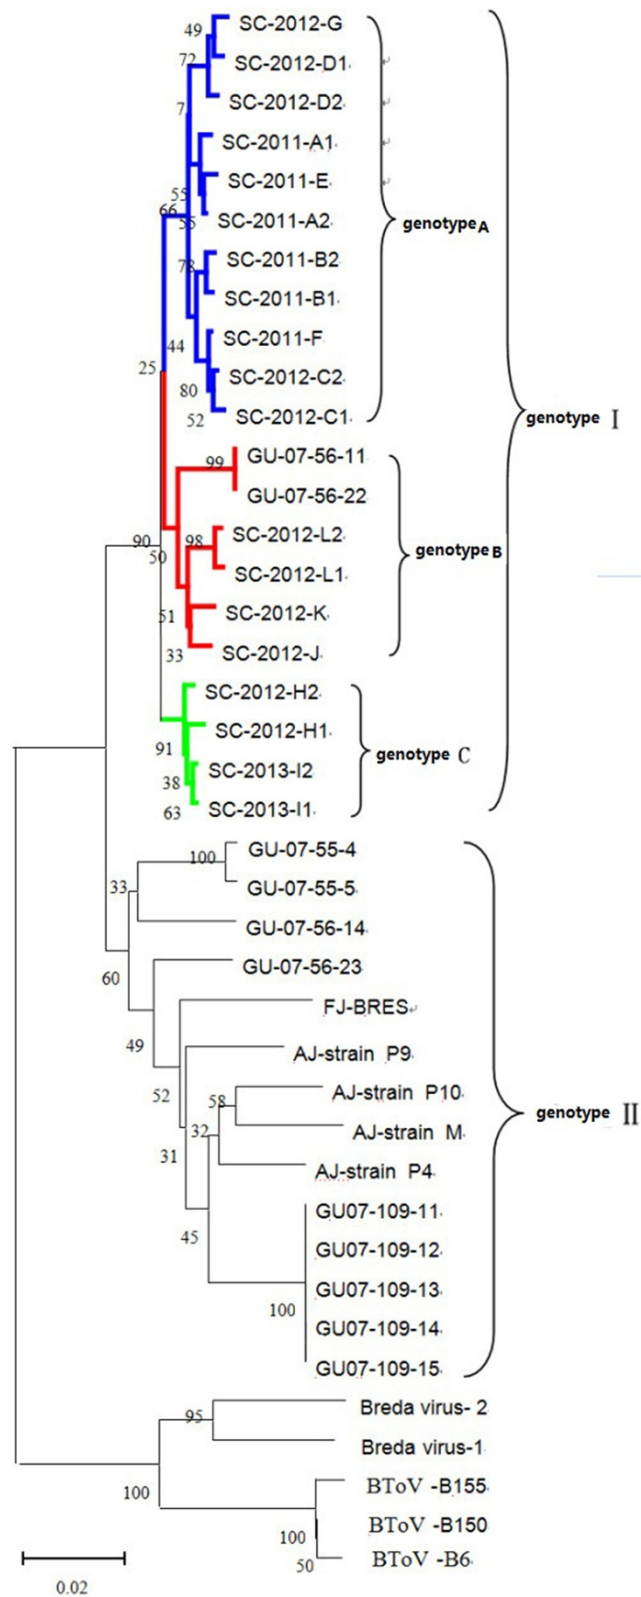 49
SC-2012-G
72
SC-2012-D1
7
SC-2012-D2
SC-2011-A1
55
SC-2011-E
66
55
SC-2011-A2
genotype A
78
SC-2011-B2
SC-2011-B1
44
SC-2011-F
25
SC-2012-C2
80
52
SC-2012-C1
genotype I
99
GU-07-56-11
GU-07-56-22
90
50
98
SC-2012-L2
genotype B
SC-2012-L1
51
SC-2012-K
33
SC-2012-J
SC-2012-H2
SC-2012-H1
91
genotype C
38
SC-2013-I2
63
SC-2013-I1
100
GU-07-55-4
33
GU-07-55-5
GU-07-56-14
60
GU-07-56-23
FJ-BRES
49
AJ-strain P9
52
58
AJ-strain P10
genotype II
31
32
AJ-strain M
AJ-strain P4
45
GU07-109-11
GU07-109-12
100
GU07-109-13
GU07-109-14
GU07-109-15
95
Breda virus- 2
Breda virus-1
100
BToV -B155
100
BToV -B150
50
BToV -B6
0.02